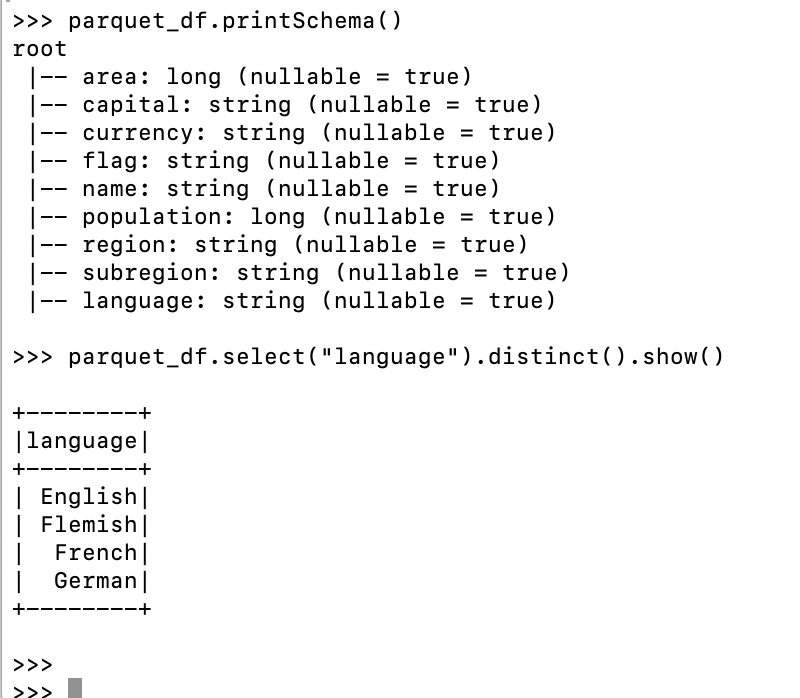 >>> parquet_df.printSchema()
root
 |-- area: long (nullable = true)
 |-- capital: string (nullable = true)
 |-- currency: string (nullable = true)
 |-- flag: string (nullable = true)
 |-- name: string (nullable = true)
 |-- population: long (nullable = true)
 |-- region: string (nullable = true)
 |-- subregion: string (nullable = true)
 |-- language: string (nullable = true)

>>> parquet_df.select("language").distinct().show()

+--------+
|language|
+--------+
| English|
| Flemish|
|  French|
|  German|
+--------+

>>>
>>>